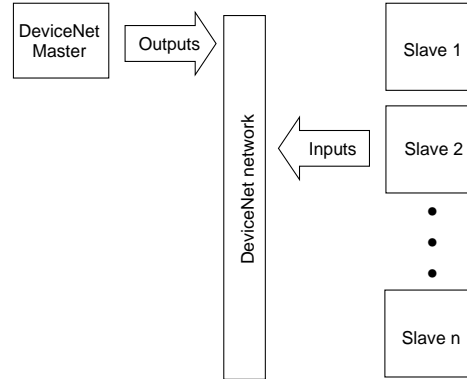 DeviceNet
Master
Outputs
DeviceNet network
Inputs
Slave 1
Slave 2
Slave n